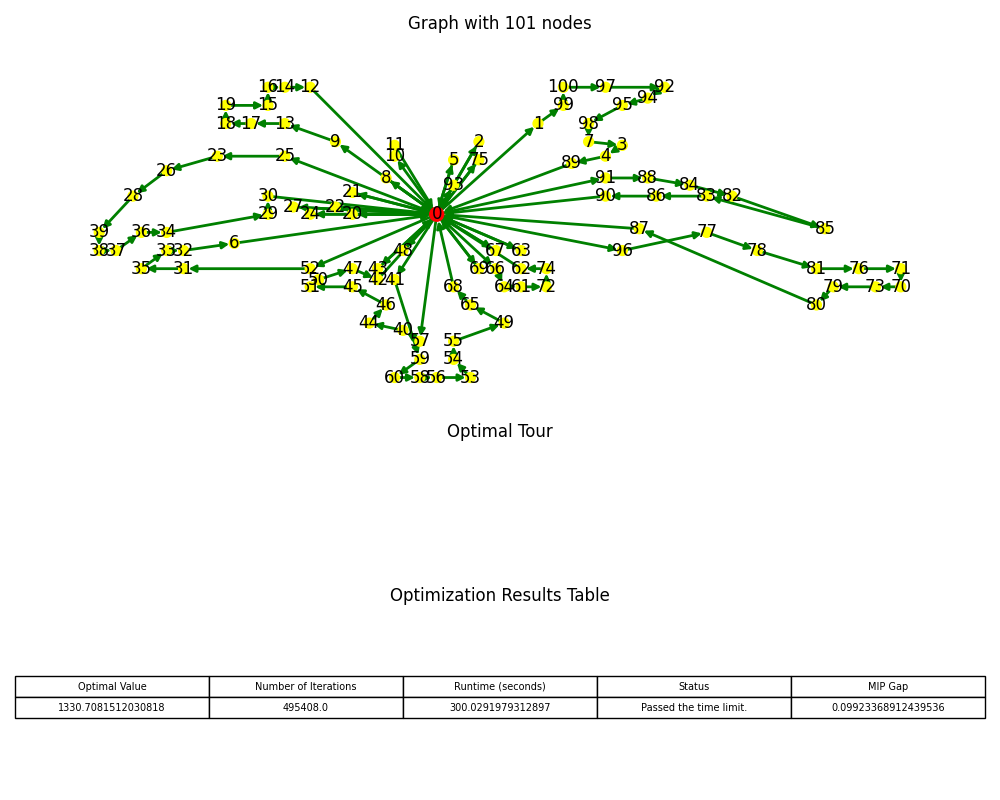 Graph with 101 nodes
16 14 12 100 97 92
19 15 99 95 94
18 17 13 1 98
9 11 2 7 3
23 25 10 5 75 4 89
26 8 93 91 88 84
28 30 21 90 86 83 82
39 36 34 29 27 24 22 20 0 87 77 85
38 37 33 32 6 48 67 63 96 78
35 31 52 47 43 69 66 62 74 81 76 71
51 50 45 42 41 68 64 61 72 80 79 73 70
44 46 40 65 49
57 55
59 54
60 58 56 53
Optimal Tour
Optimization Results Table
Optimal Value Number of Iterations Runtime (seconds) Status MIP Gap
1330.7081512030818 495408.0 300.0291979312897 Passed the time limit. 0.09923368912439536